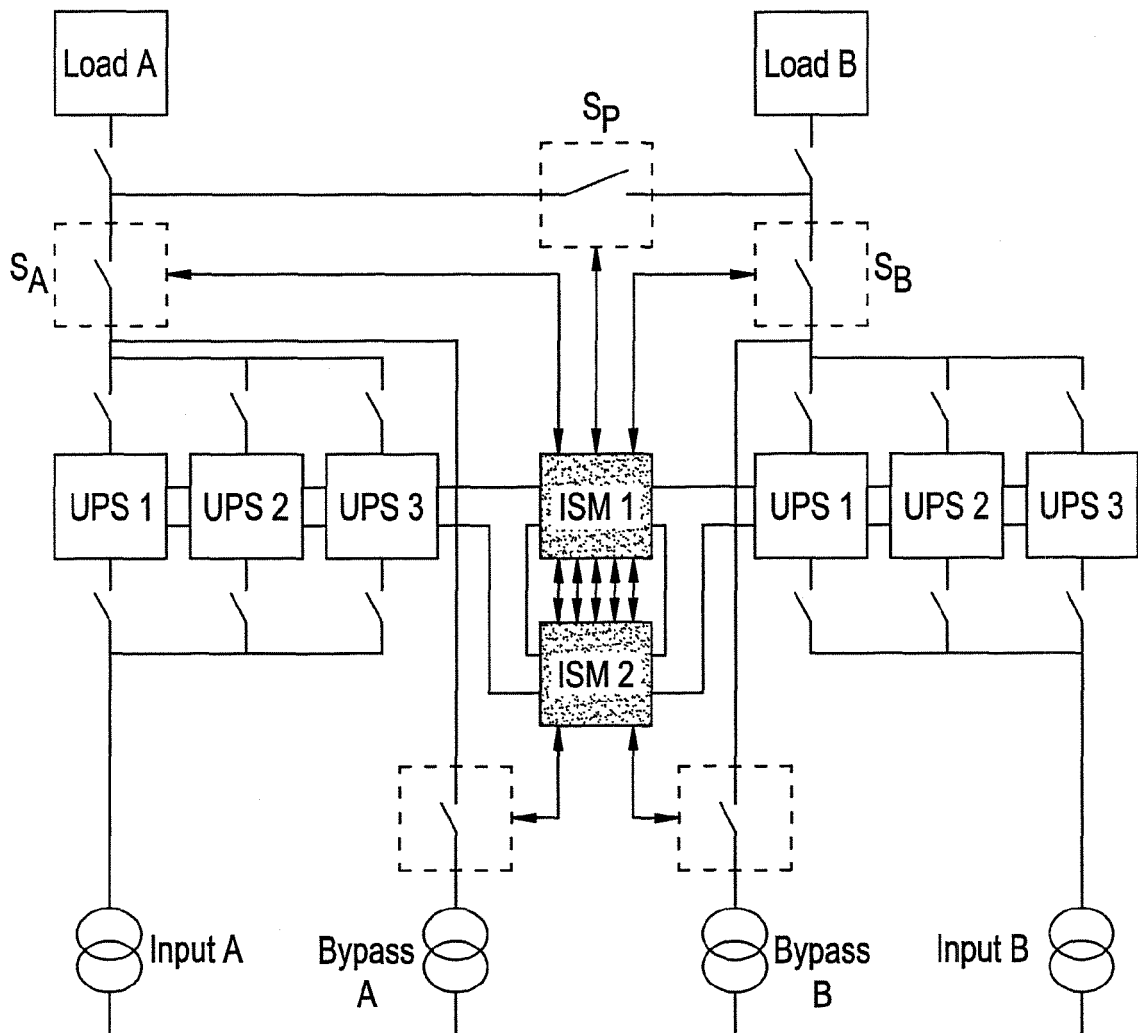 Load A
Load B
SP
SA
SB
UPS 1
UPS 2
UPS 3
ISM 1
UPS 1
UPS 2
UPS 3
ISM 2
Input A
Bypass
A
Bypass
B
Input B